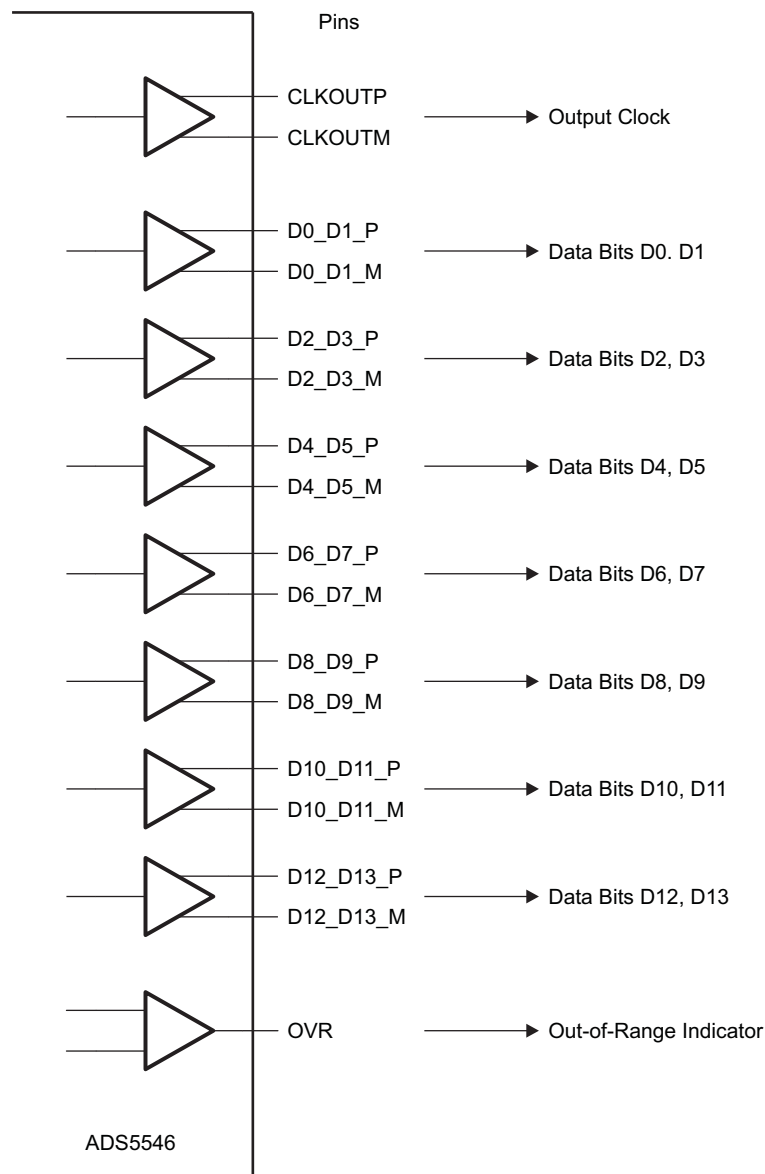 Pins
CLKOUTP
CLKOUTM
Output Clock
D0_D1_P
D0_D1_M
Data Bits D0. D1
D2_D3_P
D2_D3_M
Data Bits D2, D3
D4_D5_P
D4_D5_M
Data Bits D4, D5
D6_D7_P
D6_D7_M
Data Bits D6, D7
D8_D9_P
D8_D9_M
Data Bits D8, D9
D10_D11_P
D10_D11_M
Data Bits D10, D11
D12_D13_P
D12_D13_M
Data Bits D12, D13
OVR
Out-of-Range Indicator
ADS5546